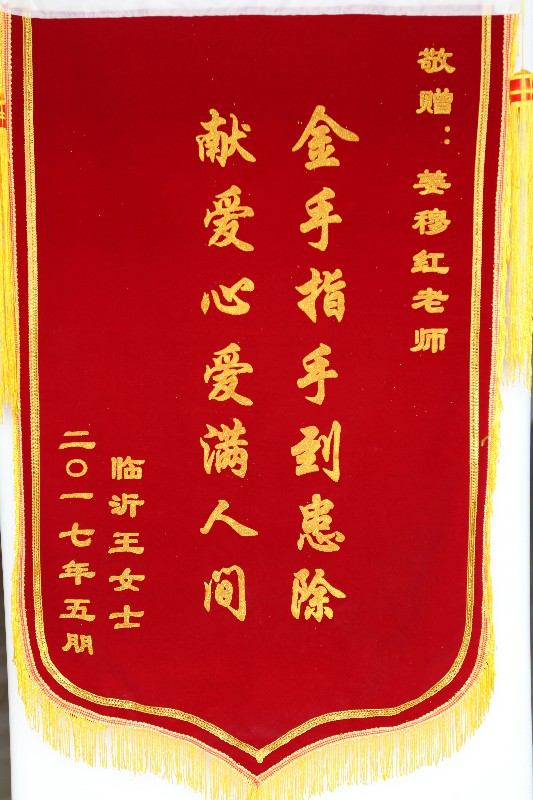 敬赠：姜穆红老师
金手指手到患除
献爱心爱满人间
临沂王女士
二〇一七年五朋